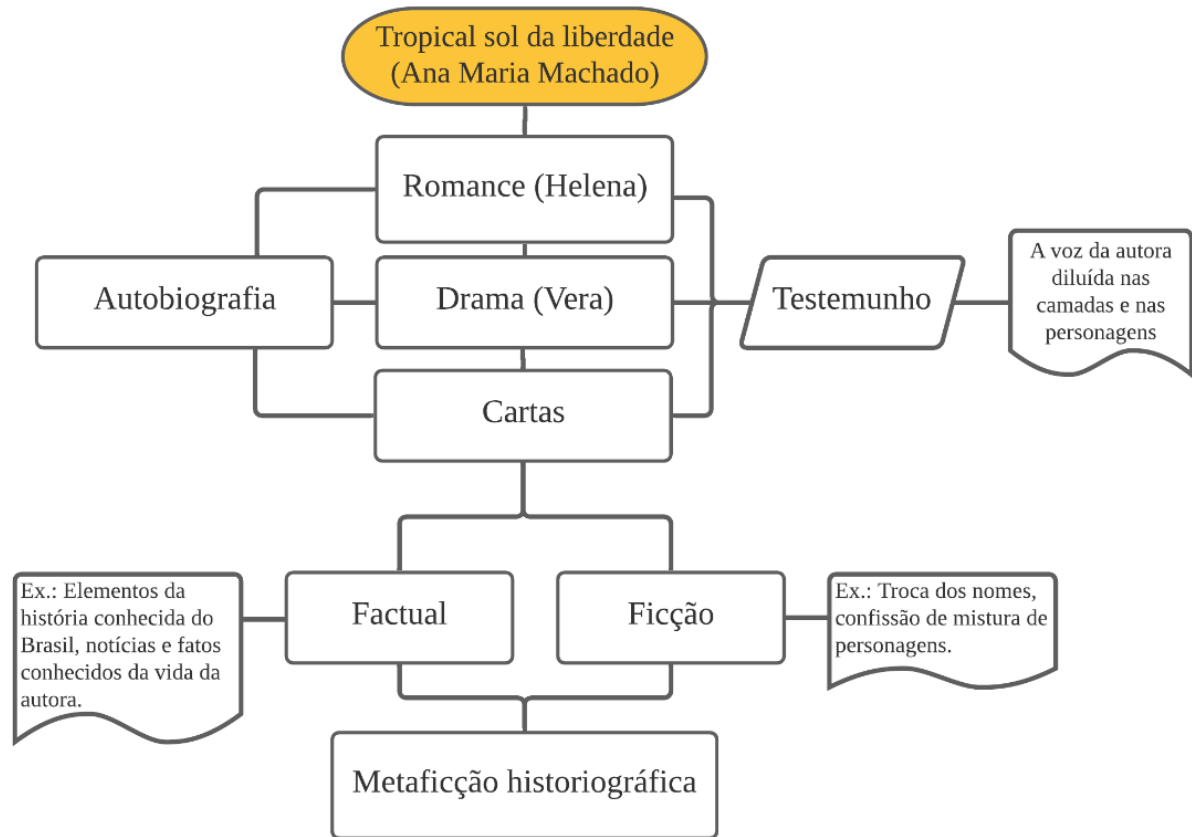 Tropical sol da liberdade
(Ana Maria Machado)
Romance (Helena)
Autobiografia
Drama (Vera)
Testemunho
A voz da autora
diluída nas
camadas e nas
personagens
Cartas
Ex.: Elementos da
história conhecida do
Brasil, notícias e fatos
conhecidos da vida da
autora.
Factual
Ficção
Ex.: Troca dos nomes,
confissão de mistura de
personagens.
Metaficção historiográfica